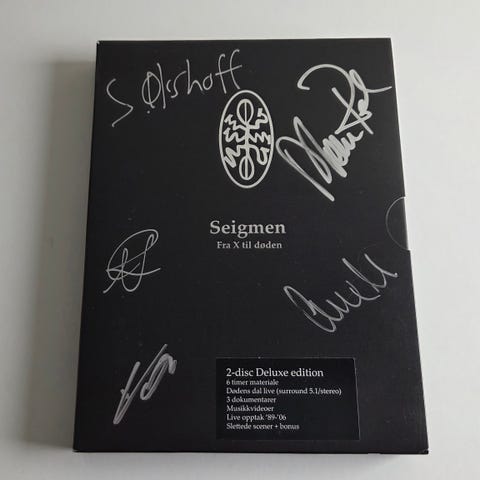 S. Olsshoff
Seigmen
Fra X til døden
2-disc Deluxe edition
6 timer materiale
Dødens dal live (surround 5.1/stereo)
3 dokumentarer
Musikkvideoer
Live opptak '89-'06
Slettede scener + bonus